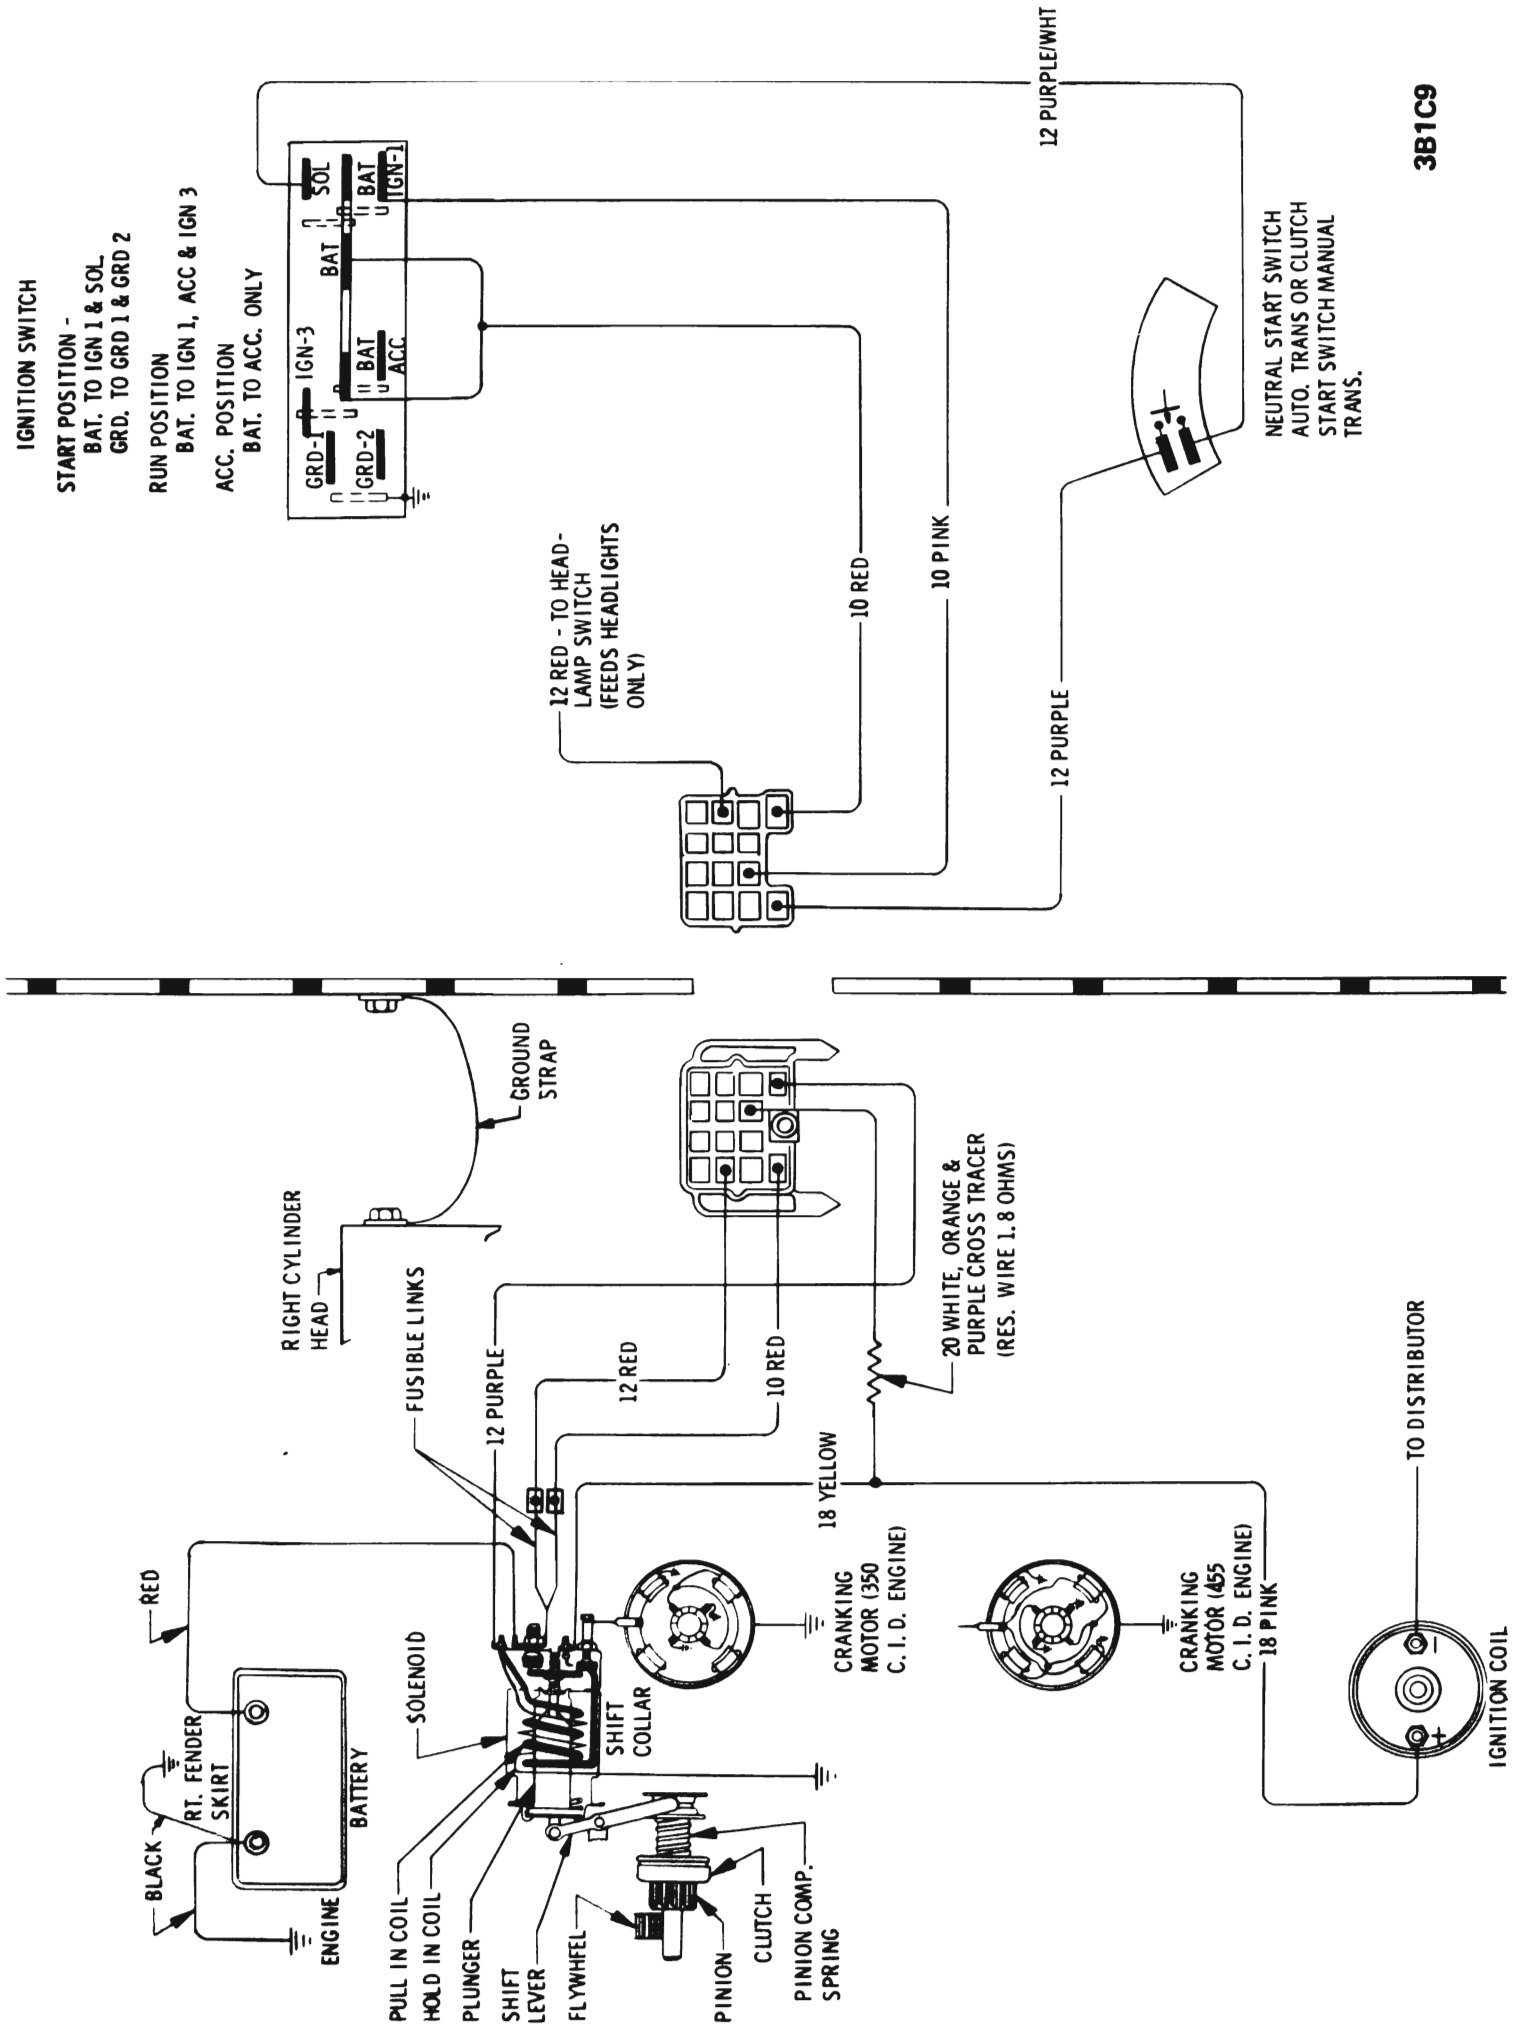 IGNITION SWITCH
START POSITION -
BAT. TO IGN 1 & SOL
GRD. TO GRD 1 & GRD 2
RUN POSITION
BAT. TO IGN 1, ACC & IGN 3
ACC. POSITION
BAT. TO ACC. ONLY
GRD-1
IGN-3
BAT
SOL
GRD-2
BAT
ACC
BAT
IGN-1
12 PURPLE/WHT
12 RED - TO HEAD-
LAMP SWITCH
(FEEDS HEADLIGHTS
ONLY)
10 RED
10 PINK
12 PURPLE
NEUTRAL START SWITCH
AUTO. TRANS OR CLUTCH
START SWITCH MANUAL
TRANS.
3B1C9
RED
BLACK
RT. FENDER
SKIRT
ENGINE
BATTERY
RIGHT CYLINDER
HEAD
GROUND
STRAP
FUSIBLE LINKS
PULL IN COIL
HOLD IN COIL
SOLENOID
PLUNGER
SHIFT
LEVER
FLYWHFEL
12 PURPLE
SHIFT
COLLAR
12 RED
10 RED
PINION
CLUTCH
PINION COMP.
SPRING
18 YELLOW
CRANKING
MOTOR (350
C. I. D. ENGINE)
20 WHITE, ORANGE &
PURPLE CROSS TRACER
(RES. WIRE 1.8 OHMS)
CRANKING
MOTOR (455
C. I. D. ENGINE)
18 PINK
TO DISTRIBUTOR
+
-
IGNITION COIL